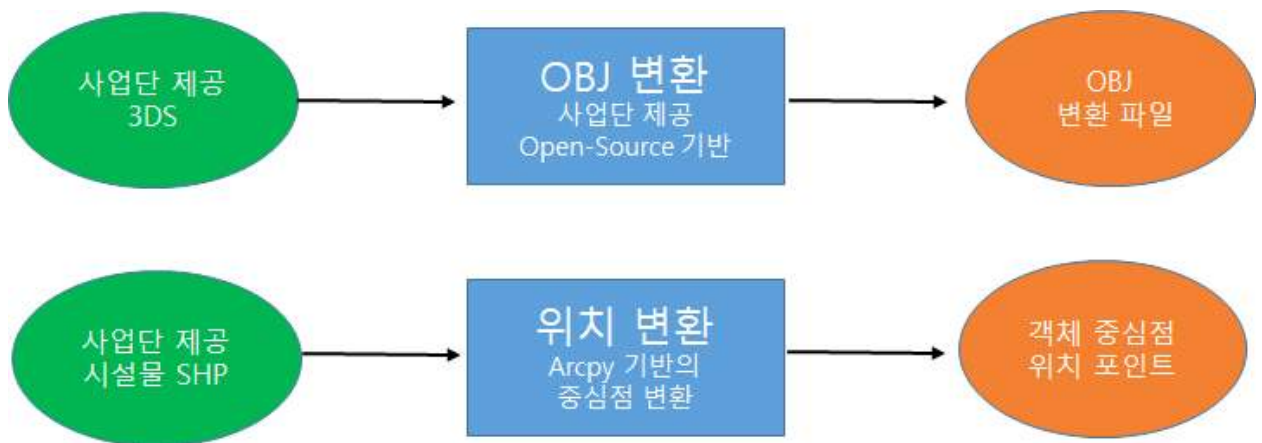 사업단 제공
3DS
OBJ 변환
사업단 제공
Open-Source 기반
OBJ
변환 파일
사업단 제공
시설물 SHP
위치 변환
Arcpy 기반의
중심점 변환
객체 중심점
위치 포인트